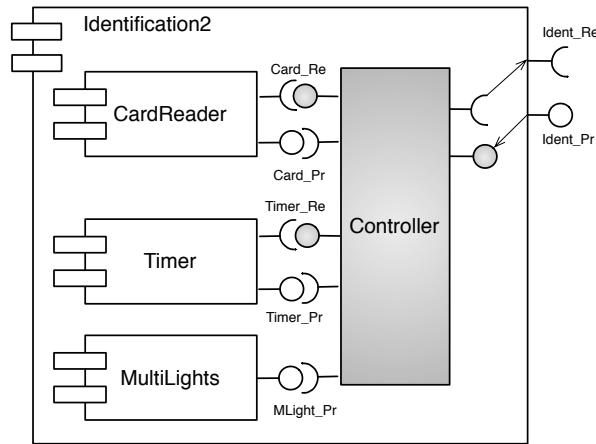 Identification2
Ident_Re
Card_Re
CardReader
Ident_Pr
Card_Pr
Timer_Re
Controller
Timer
Timer_Pr
MultiLights
MLight_Pr